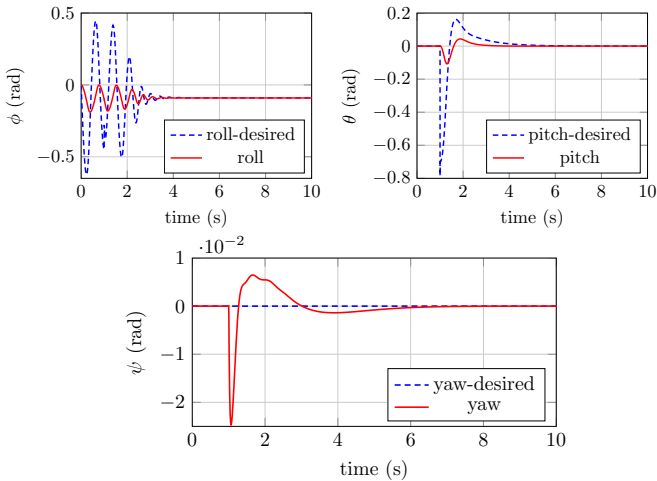 0.5
0
−0.5
ϕ (rad)
roll-desired
roll
0 2 4 6 8 10
time (s)
0.2
0
−0.2
−0.4
−0.6
−0.8
θ (rad)
pitch-desired
pitch
0 2 4 6 8 10
time (s)
·10−2
1
0
−1
−2
ψ (rad)
yaw-desired
yaw
0 2 4 6 8 10
time (s)